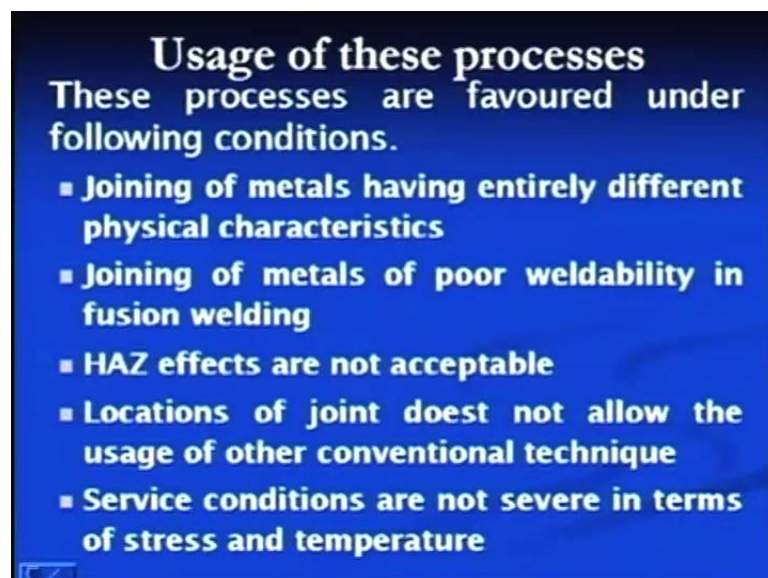 Usage of these processes
These processes are favoured under
following conditions.
Joining of metals having entirely different
physical characteristics
Joining of metals of poor weldability in
fusion welding
HAZ effects are not acceptable
Locations of joint doest not allow the
usage of other conventional technique
Service conditions are not severe in terms
of stress and temperature